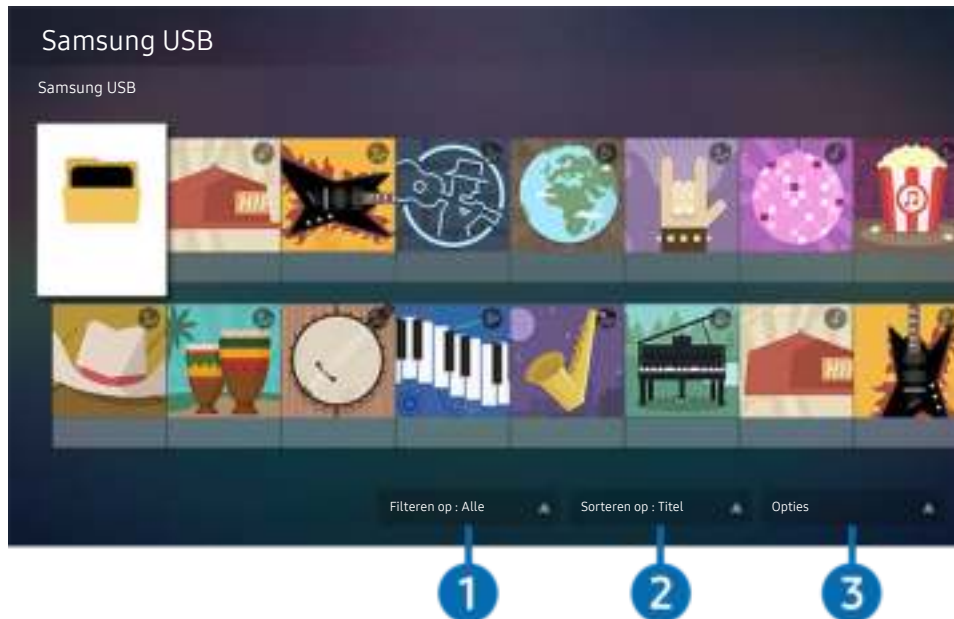 Samsung USB
Samsung USB
Filteren op : Alle
Sorteren op : Titel
Opties
1
2
3